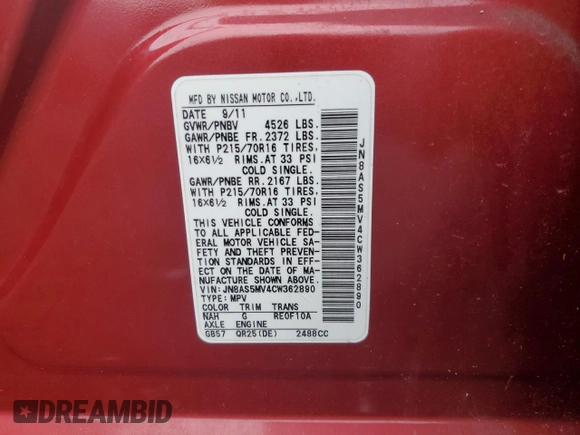 MFD BY NISSAN MOTOR CO.,LTD.
DATE 9/11
GVWR/PNBV 4526 LBS.
GAWR/PNBE FR. 2372 LBS.
WITH P215/70R16 TIRES,
16X6½ RIMS. AT 33 PSI
COLD SINGLE.
GAWR/PNBE RR. 2167 LBS.
WITH P215/70R16 TIRES,
16X6½ RIMS. AT 33 PSI
COLD SINGLE.
THIS VEHICLE CONFORMS
TO ALL APPLICABLE FED-
ERAL MOTOR VEHICLE SA-
FETY AND THEFT PREVEN-
TION STANDARDS IN EFF-
ECT ON THE DATE OF MA-
NUFACTURE SHOWN ABOVE.
VIN: JN8AS5MV4CW362890
TYPE: MPV
COLOR TRIM TRANS
NAH G RE0F10A
AXLE ENGINE
GB57 QR25(DE) 2488CC
JN8AS5MV4CW362890
DREAMBID